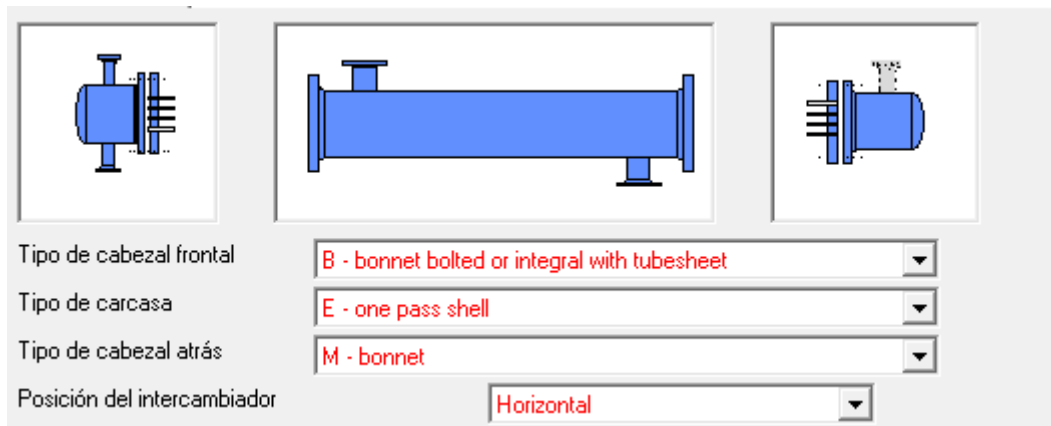 Tipo de cabezal frontal B - bonnet bolted or integral with tubesheet
Tipo de carcasa E - one pass shell
Tipo de cabezal atrás M - bonnet
Posición del intercambiador Horizontal